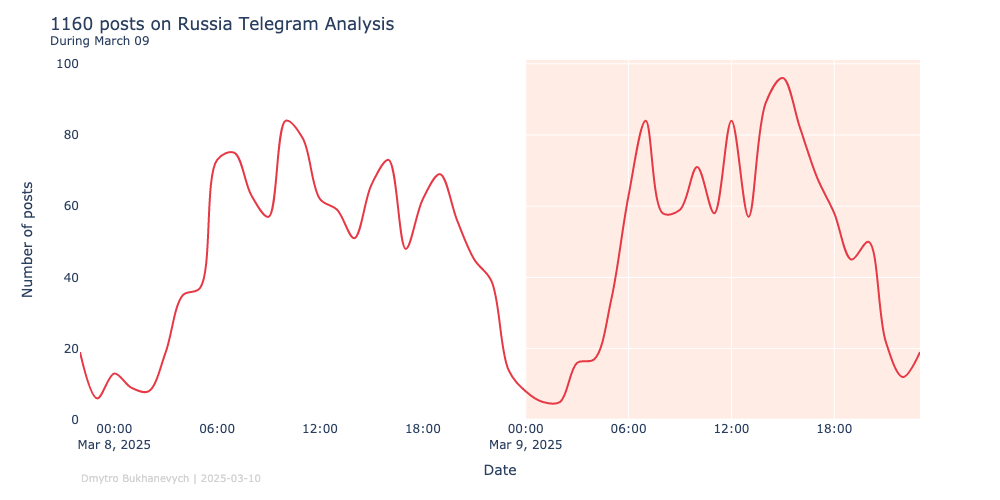 1160 posts on Russia Telegram Analysis
During March 09
Number of posts
100
80
60
40
20
0
00:00 06:00 12:00 18:00 00:00 06:00 12:00 18:00
Mar 8, 2025 Mar 9, 2025
Date
Dmytro Bukhanevych | 2025-03-10